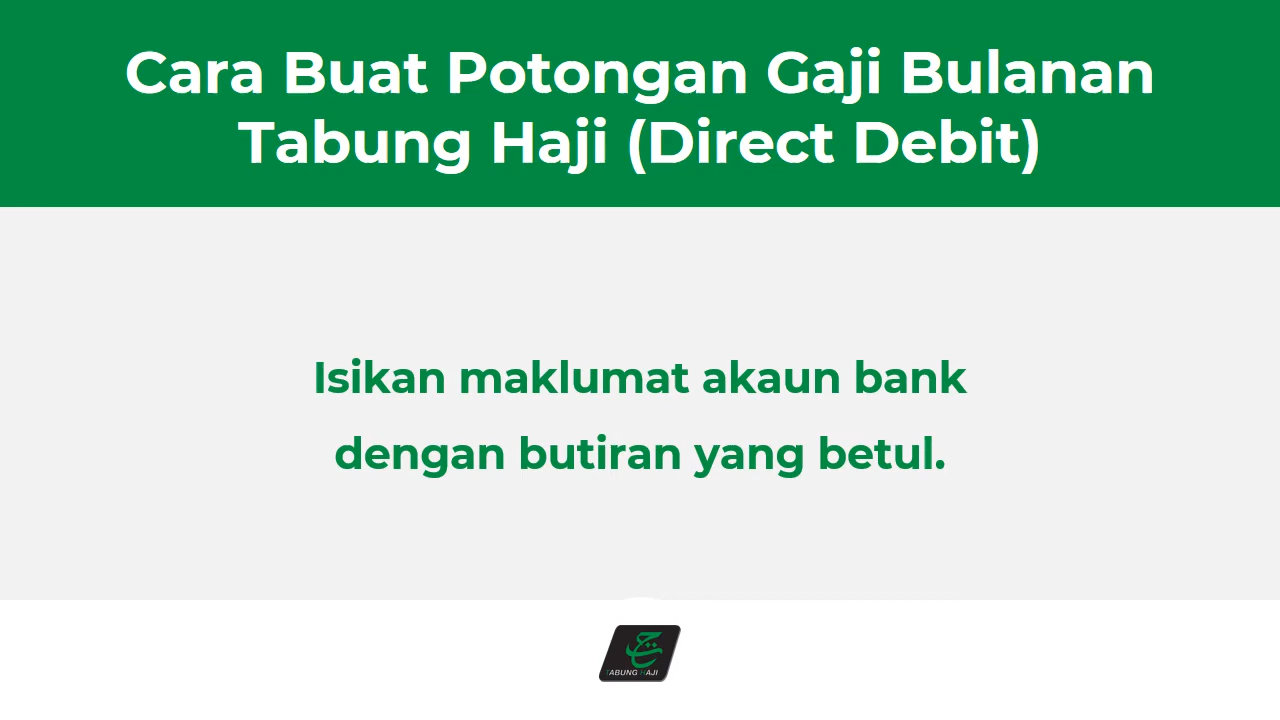 Cara Buat Potongan Gaji Bulanan
Tabung Haji (Direct Debit)
Isikan maklumat akaun bank
dengan butiran yang betul.
TABUNG HAJI